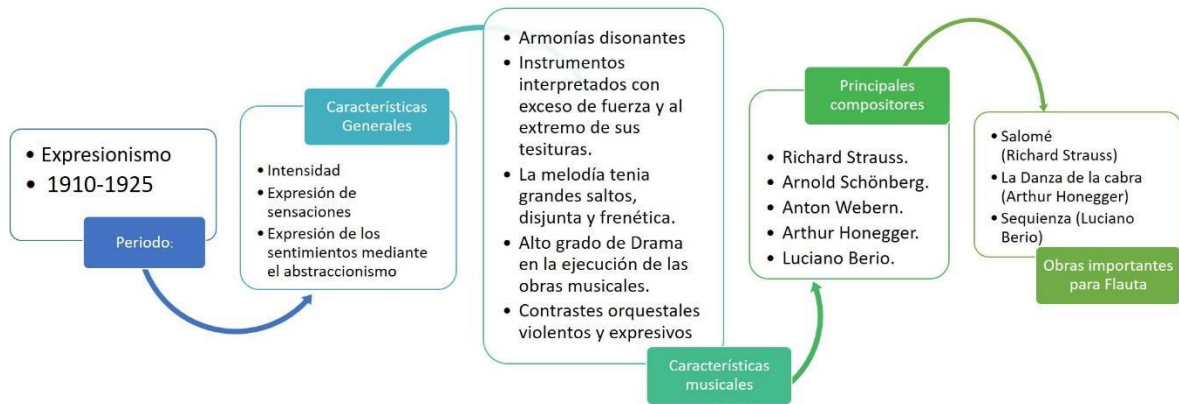 • Expresionismo
• 1910-1925
Periodo:
Características
Generales
• Intensidad
• Expresión de
sensaciones
• Expresión de los
sentimientos mediante
el abstraccionismo
• Armonías disonantes
• Instrumentos
interpretados con
exceso de fuerza y al
extremo de sus
tesituras.
• La melodía tenia
grandes saltos,
disjunta y frenética.
• Alto grado de Drama
en la ejecución de las
obras musicales.
• Contrastes orquestales
violentos y expresivos
Características
musicales
Principales
compositores
• Richard Strauss.
• Arnold Schönberg.
• Anton Webern.
• Arthur Honegger.
• Luciano Berio.
• Salomé
(Richard Strauss)
• La Danza de la cabra
(Arthur Honegger)
• Sequienza (Luciano
Berio)
Obras importantes
para Flauta